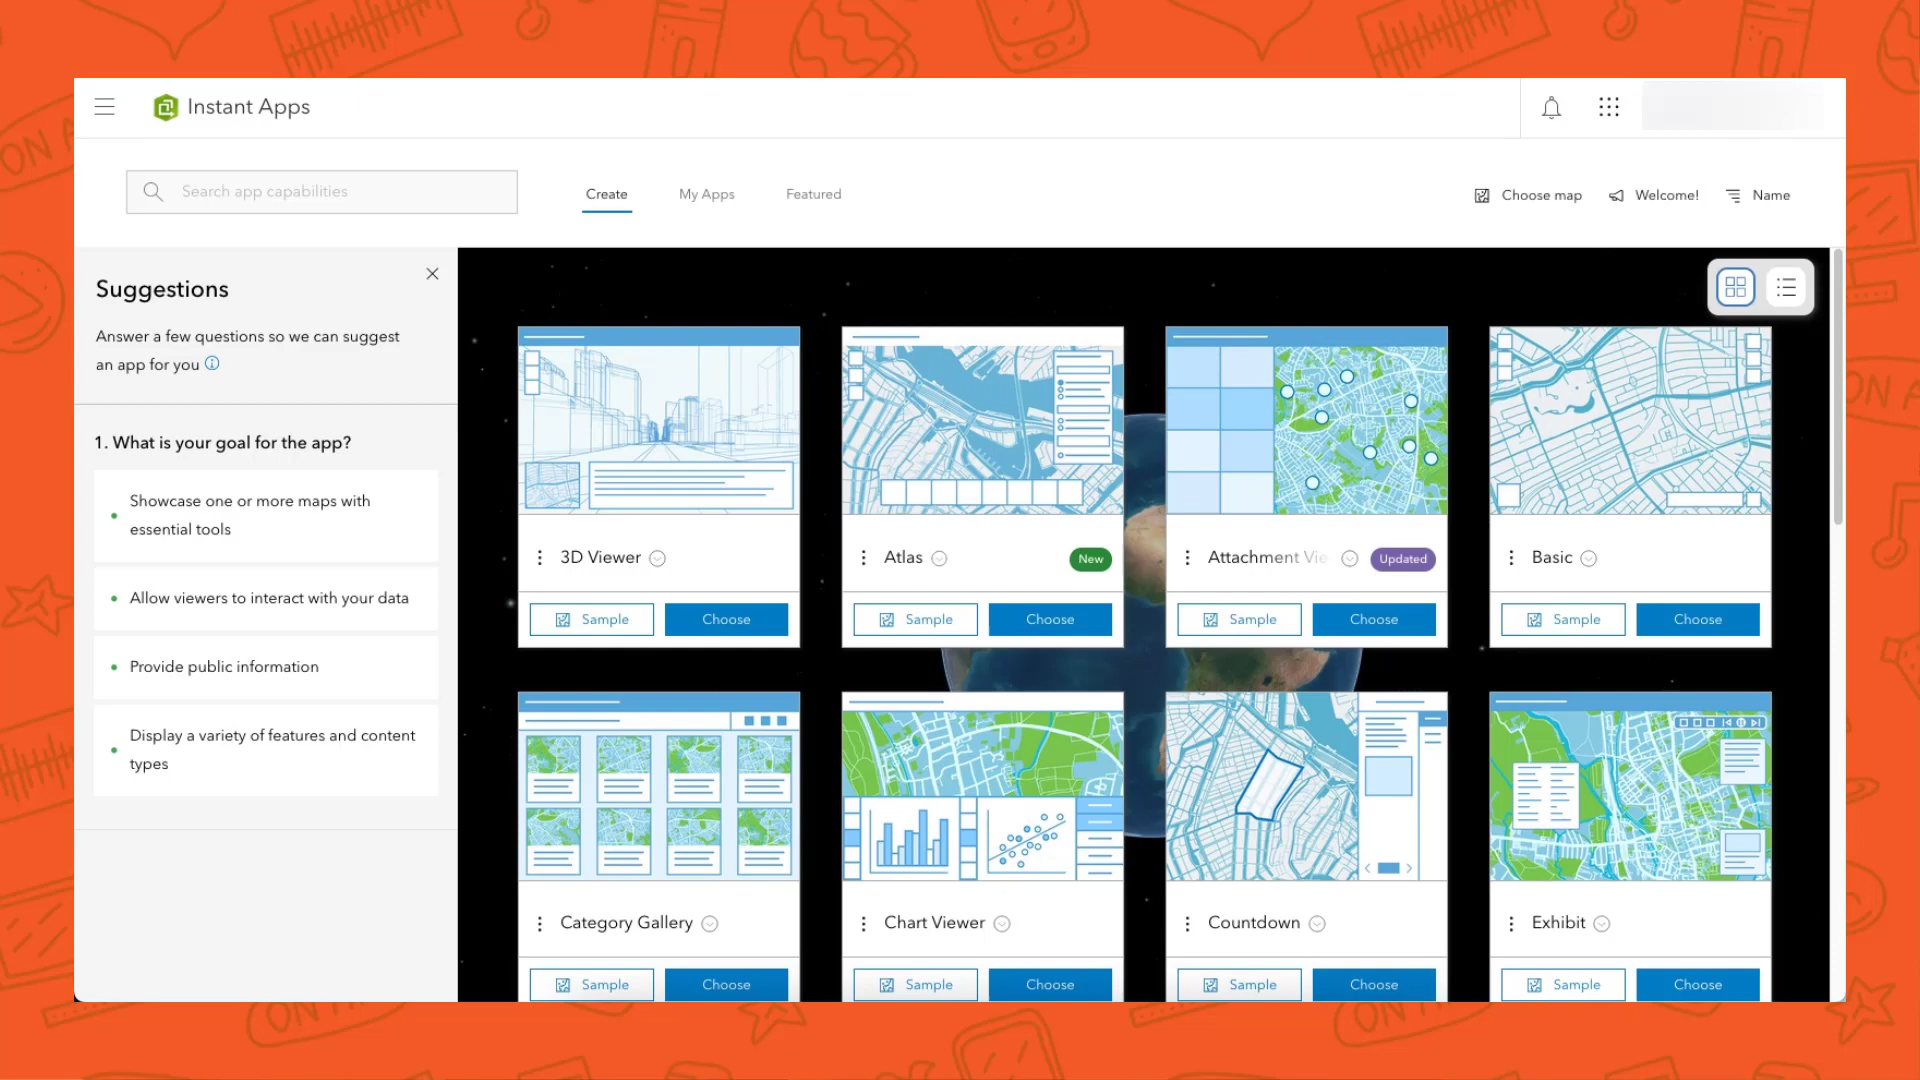 Instant Apps
Search app capabilities
Create
My Apps
Featured
Choose map
Welcome!
Name
Suggestions
Answer a few questions so we can suggest
an app for you
1. What is your goal for the app?
Showcase one or more maps with
essential tools
Allow viewers to interact with your data
Provide public information
Display a variety of features and content
types
3D Viewer
Atlas
New
Attachment Vie
Updated
Basic
Sample
Choose
Sample
Choose
Sample
Choose
Sample
Choose
Category Gallery
Chart Viewer
Countdown
Exhibit
Sample
Choose
Sample
Choose
Sample
Choose
Sample
Choose